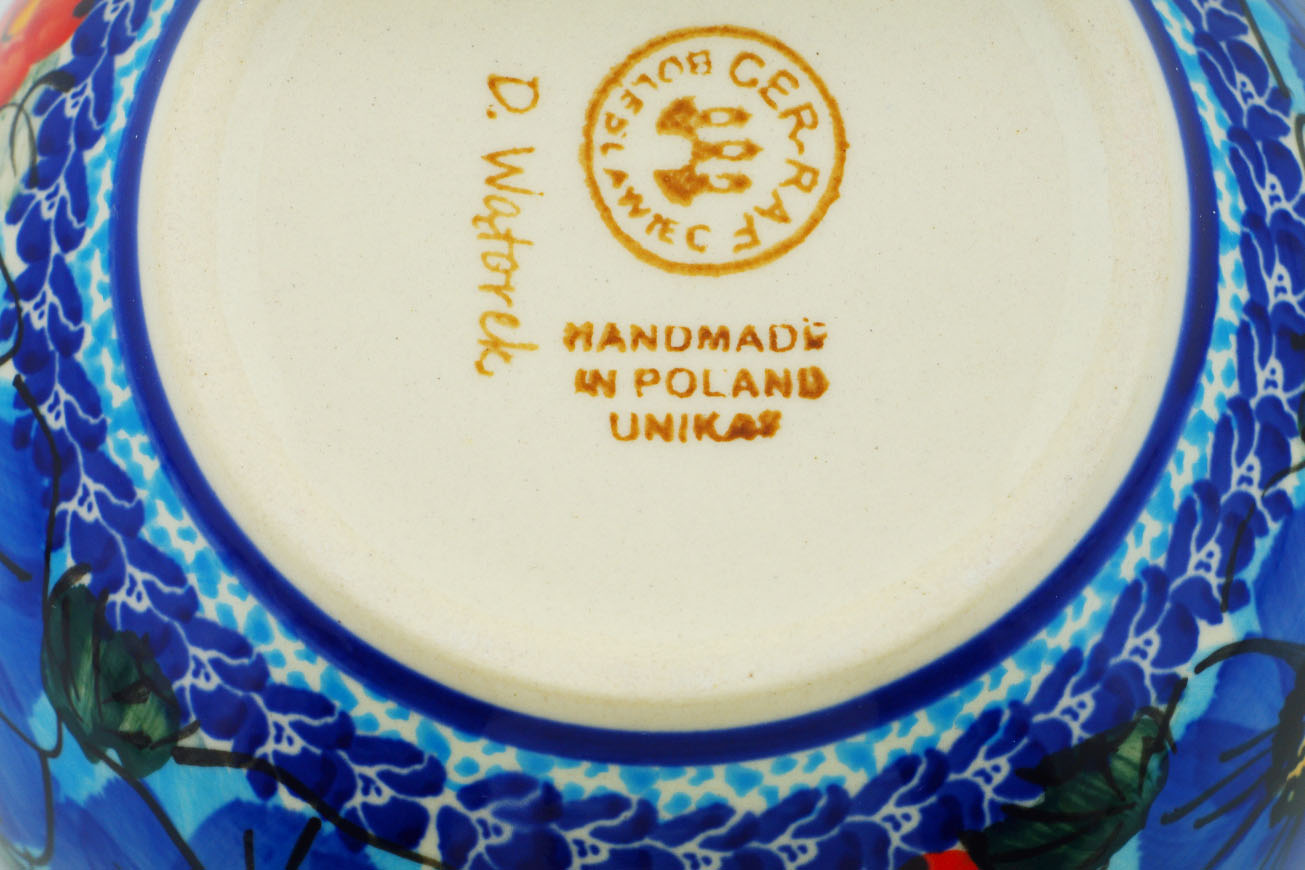 CER-RAF
BOLESŁAWIEC
D. Wątorek
HANDMADE
IN POLAND
UNIKAT